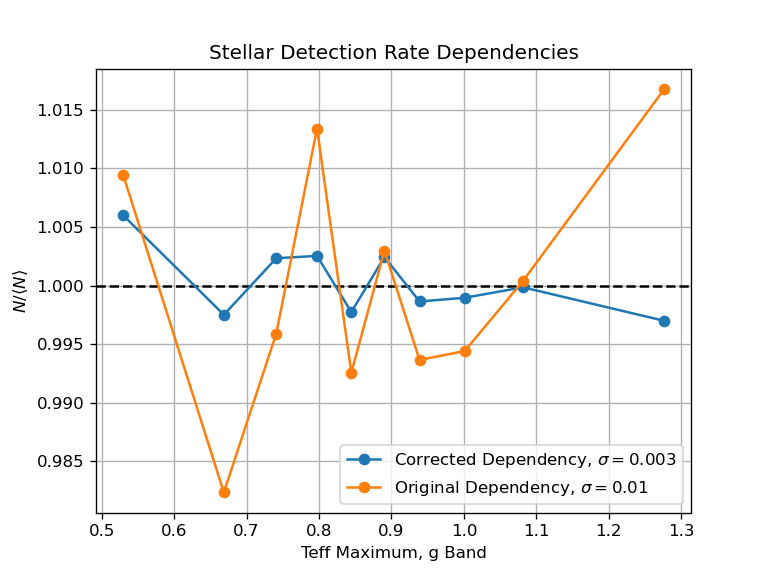 Stellar Detection Rate Dependencies
1.015
1.010
1.005
1.000
0.995
0.990
0.985
N/⟨N⟩
Corrected Dependency, σ = 0.003
Original Dependency, σ = 0.01
0.5 0.6 0.7 0.8 0.9 1.0 1.1 1.2 1.3
Teff Maximum, g Band